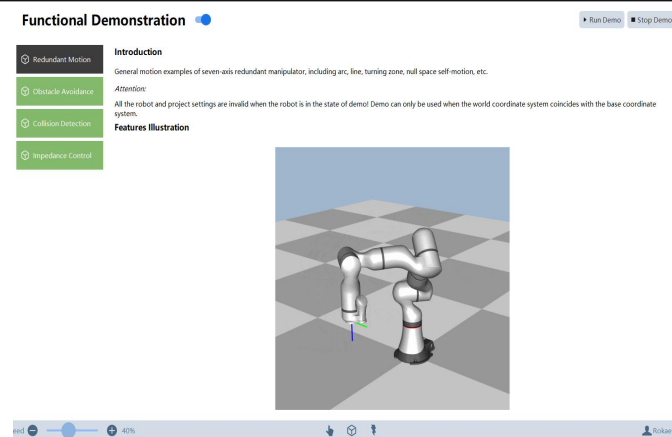 Functional Demonstration
Run Demo
Stop Demo
Redundant Motion
Obstacle Avoidance
Collision Detection
Impedance Control
Introduction
General motion examples of seven-axis redundant manipulator, including arc, line, turning zone, null space self-motion, etc.
Attention:
All the robot and project settings are invalid when the robot is in the state of demo! Demo can only be used when the world coordinate system coincides with the base coordinate
system.
Features Illustration
eed
40%
Rokae